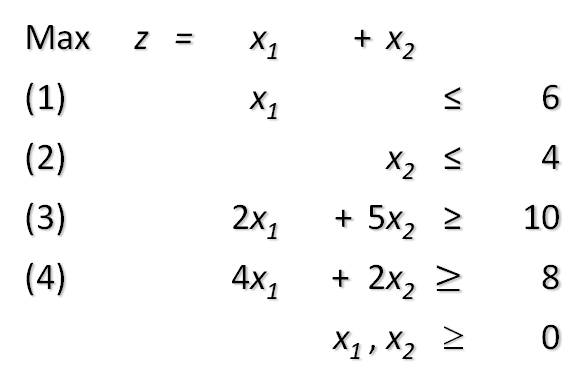 Max z = x₁ + x₂
(1) x₁ ≤ 6
(2) x₂ ≤ 4
(3) 2x₁ + 5x₂ ≥ 10
(4) 4x₁ + 2x₂ ≥ 8
x₁ , x₂ ≥ 0